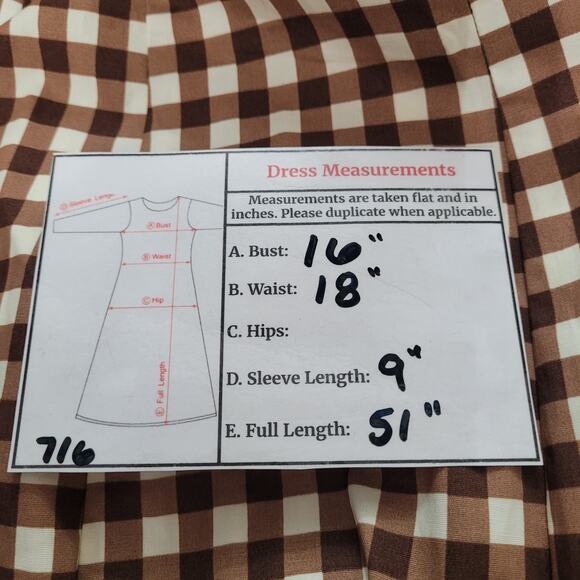 Dress Measurements
Measurements are taken flat and in
inches. Please duplicate when applicable.
A. Bust: 16"
B. Waist: 18"
C. Hips:
D. Sleeve Length: 9"
E. Full Length: 51"
D Sleeve Length
A Bust
B Waist
C Hip
E Full Length
716